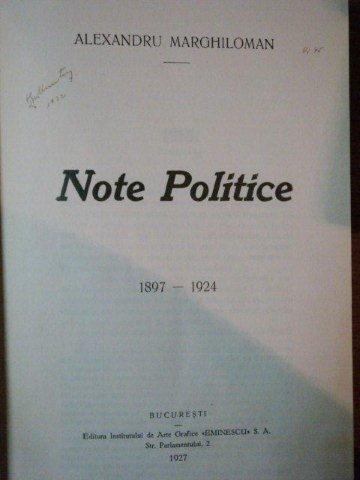 ALEXANDRU MARGHILOMAN
Note Politice
1897 — 1924
BUCUREȘTI
Editura Institutului de Arte Grafice «EMINESCU» S. A.
Str. Parlamentului, 2
1927